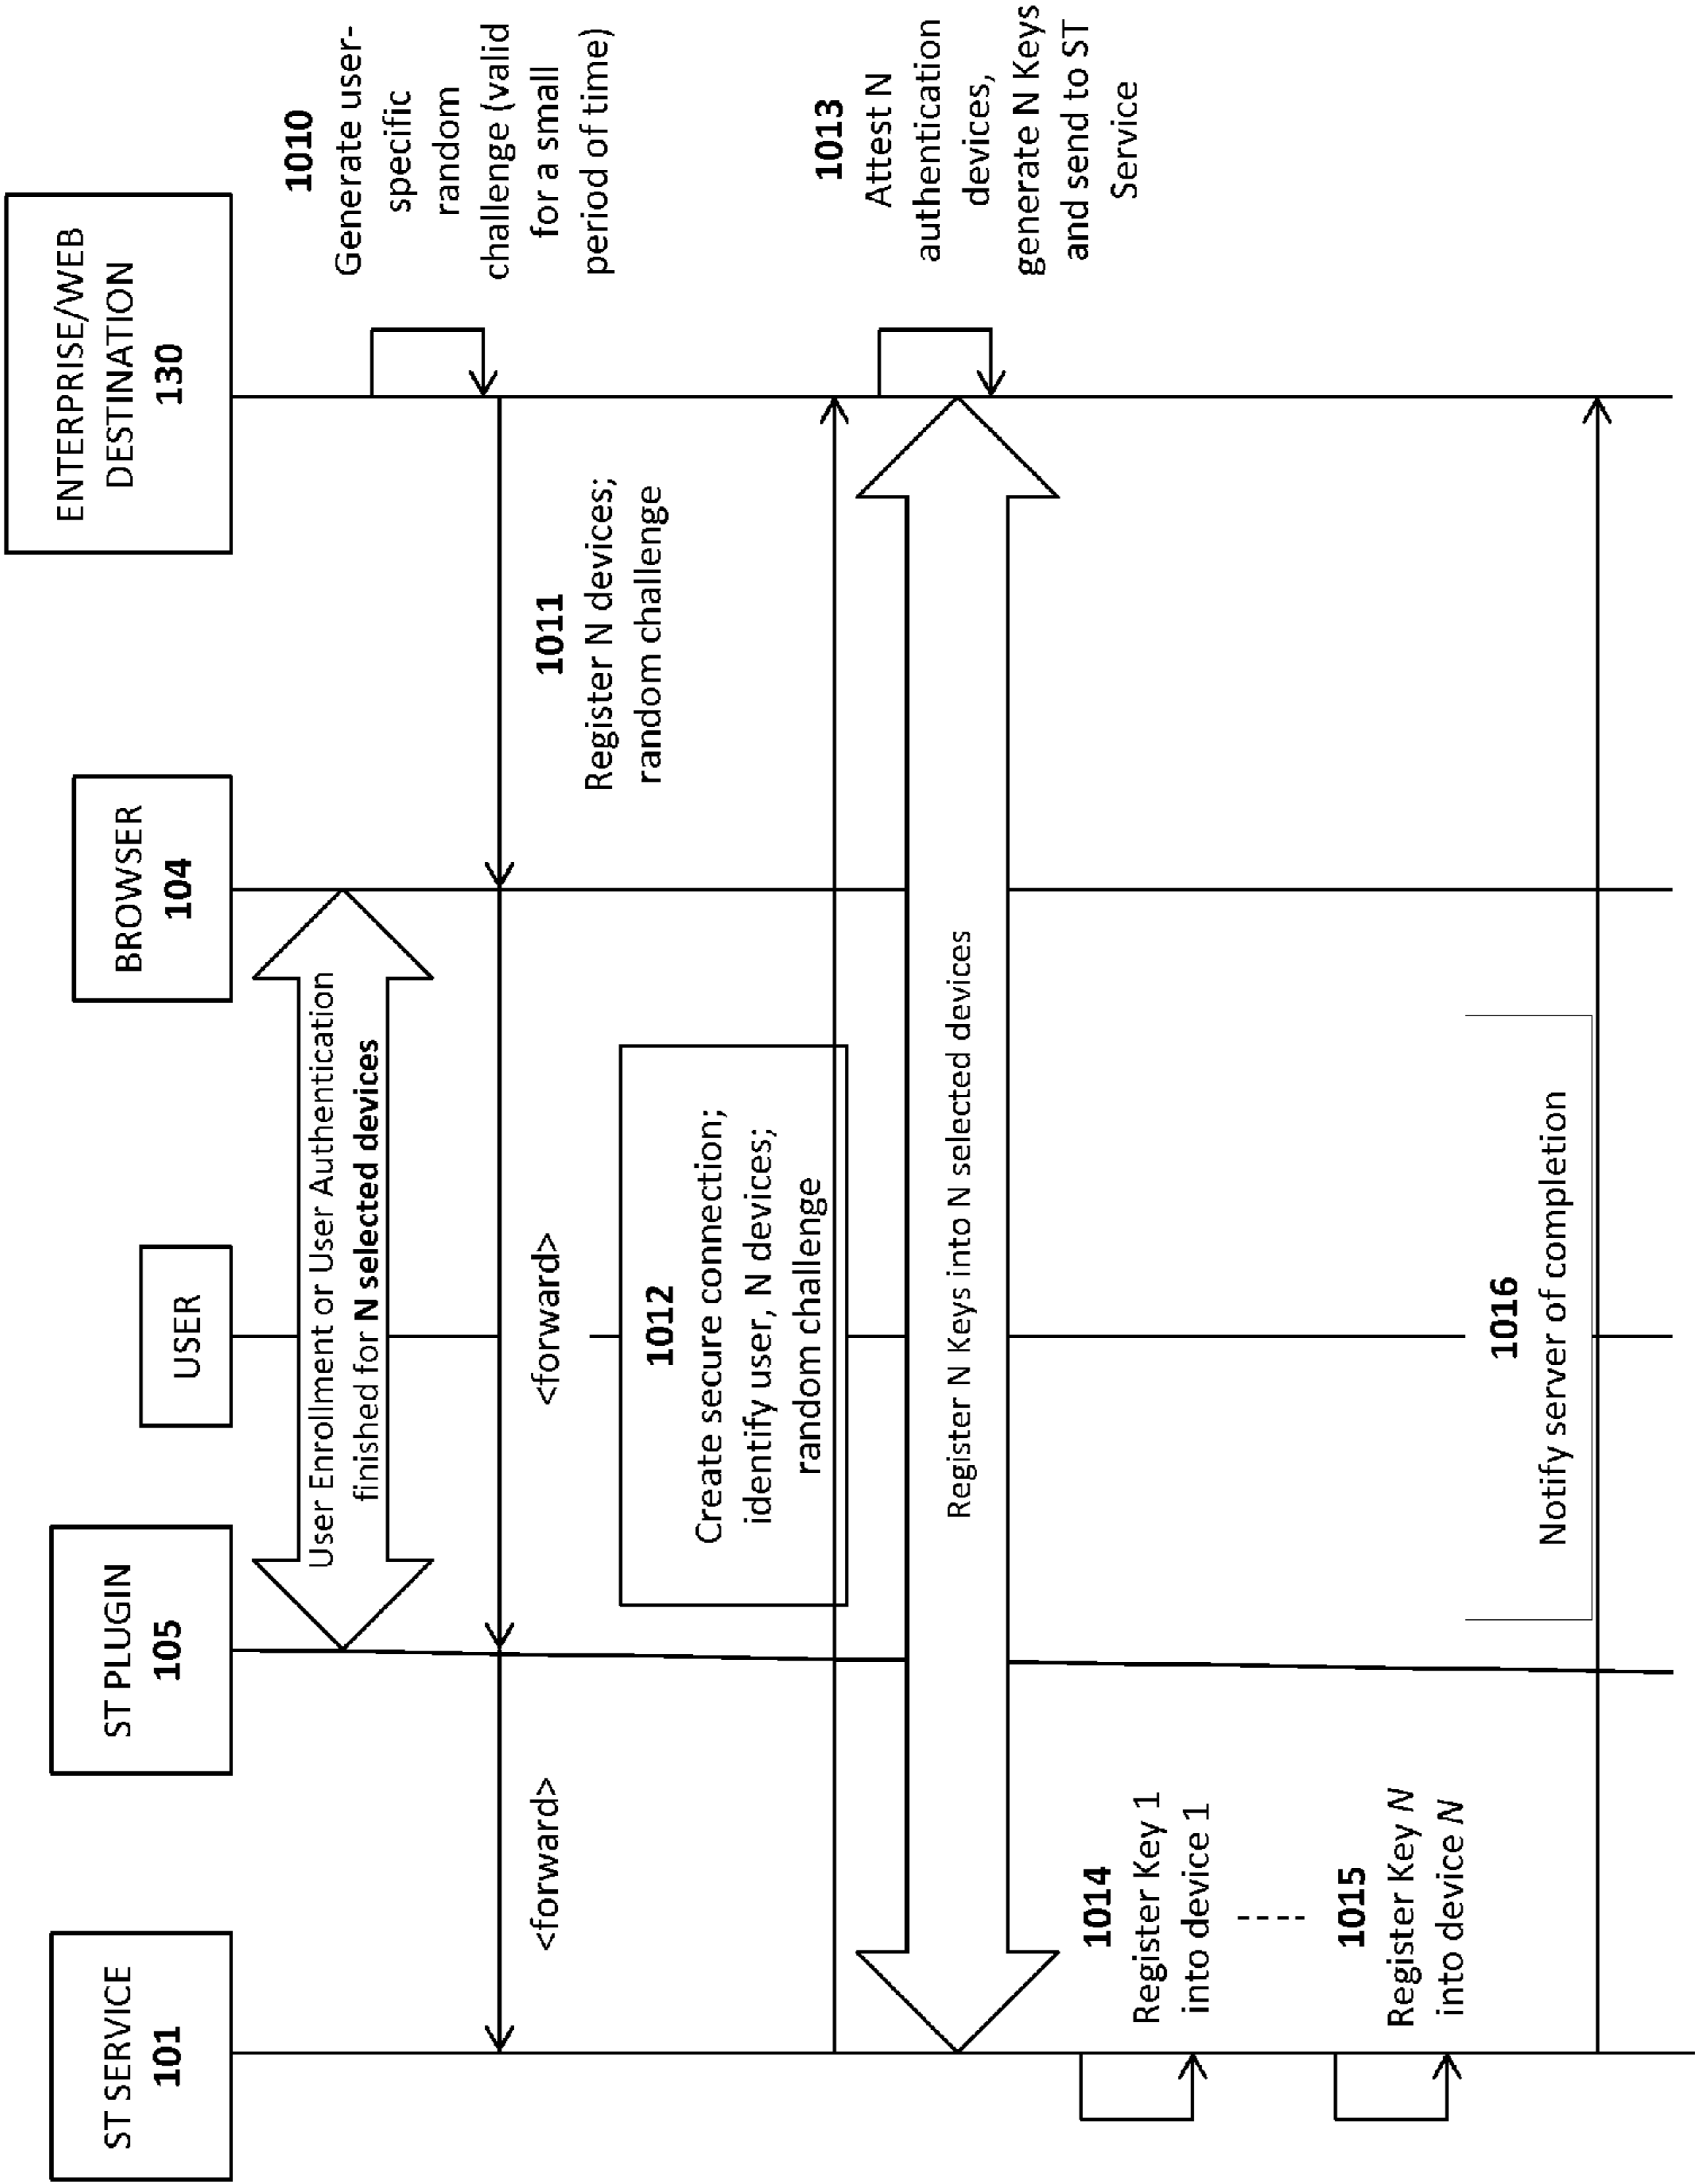 ST SERVICE
101
ST PLUGIN
105
USER
BROWSER
104
ENTERPRISE/WEB
DESTINATION
130
User Enrollment or User Authentication
finished for N selected devices
1010
Generate user-
specific
random
challenge (valid
for a small
period of time)
<forward>
<forward>
1011
Register N devices;
random challenge
1012
Create secure connection;
identify user, N devices;
random challenge
1013
Attest N
authentication
devices,
generate N Keys
and send to ST
Service
Register N Keys into N selected devices
1014
Register Key 1
into device 1
1015
Register Key N
into device N
1016
Notify server of completion